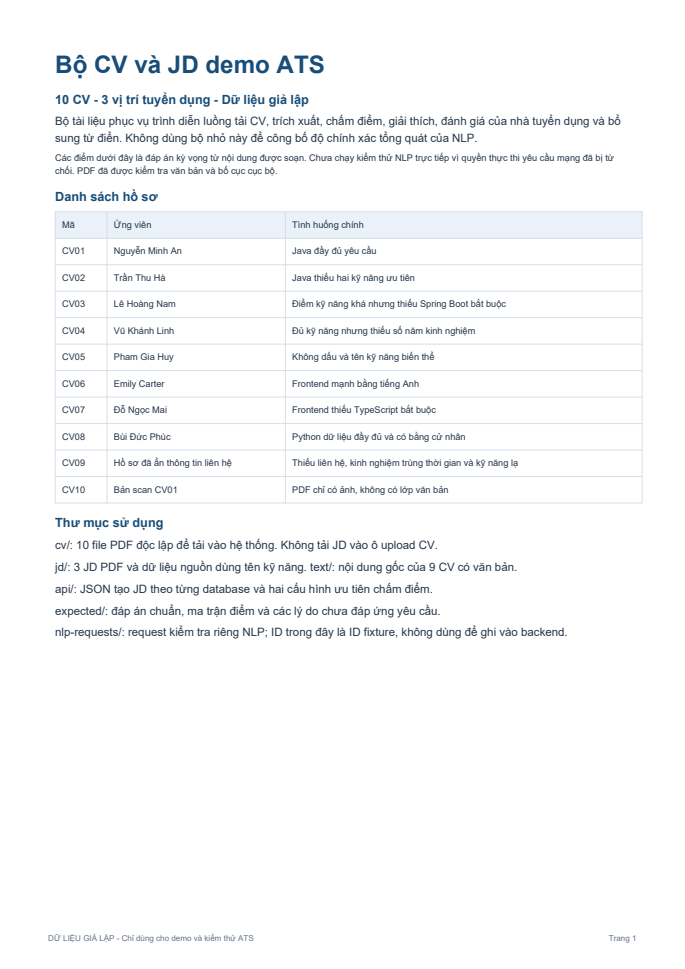 Bộ CV và JD demo ATS
10 CV - 3 vị trí tuyển dụng - Dữ liệu giả lập
Bộ tài liệu phục vụ trình diễn luồng tải CV, trích xuất, chấm điểm, giải thích, đánh giá của nhà tuyển dụng và bổ
sung từ điển. Không dùng bộ nhỏ này để công bố độ chính xác tổng quát của NLP.
Các điểm dưới đây là đáp án kỳ vọng từ nội dung được soạn. Chưa chạy kiểm thử NLP trực tiếp vì quyền thực thi yêu cầu mạng đã bị từ
chối. PDF đã được kiểm tra văn bản và bố cục cục bộ.
Danh sách hồ sơ
Mã Ứng viên Tình huống chính
CV01 Nguyễn Minh An Java đầy đủ yêu cầu
CV02 Trần Thu Hà Java thiếu hai kỹ năng ưu tiên
CV03 Lê Hoàng Nam Điểm kỹ năng khá nhưng thiếu Spring Boot bắt buộc
CV04 Vũ Khánh Linh Đủ kỹ năng nhưng thiếu số năm kinh nghiệm
CV05 Pham Gia Huy Không dấu và tên kỹ năng biến thể
CV06 Emily Carter Frontend mạnh bằng tiếng Anh
CV07 Đỗ Ngọc Mai Frontend thiếu TypeScript bắt buộc
CV08 Bùi Đức Phúc Python dữ liệu đầy đủ và có bằng cử nhân
CV09 Hồ sơ đã ẩn thông tin liên hệ Thiếu liên hệ, kinh nghiệm trùng thời gian và kỹ năng lạ
CV10 Bản scan CV01 PDF chỉ có ảnh, không có lớp văn bản
Thư mục sử dụng
cv/: 10 file PDF độc lập để tải vào hệ thống. Không tải JD vào ô upload CV.
jd/: 3 JD PDF và dữ liệu nguồn dùng tên kỹ năng. text/: nội dung gốc của 9 CV có văn bản.
api/: JSON tạo JD theo từng database và hai cấu hình ưu tiên chấm điểm.
expected/: đáp án chuẩn, ma trận điểm và các lý do chưa đáp ứng yêu cầu.
nlp-requests/: request kiểm tra riêng NLP; ID trong đây là ID fixture, không dùng để ghi vào backend.
DỮ LIỆU GIẢ LẬP - Chỉ dùng cho demo và kiểm thử ATS Trang 1